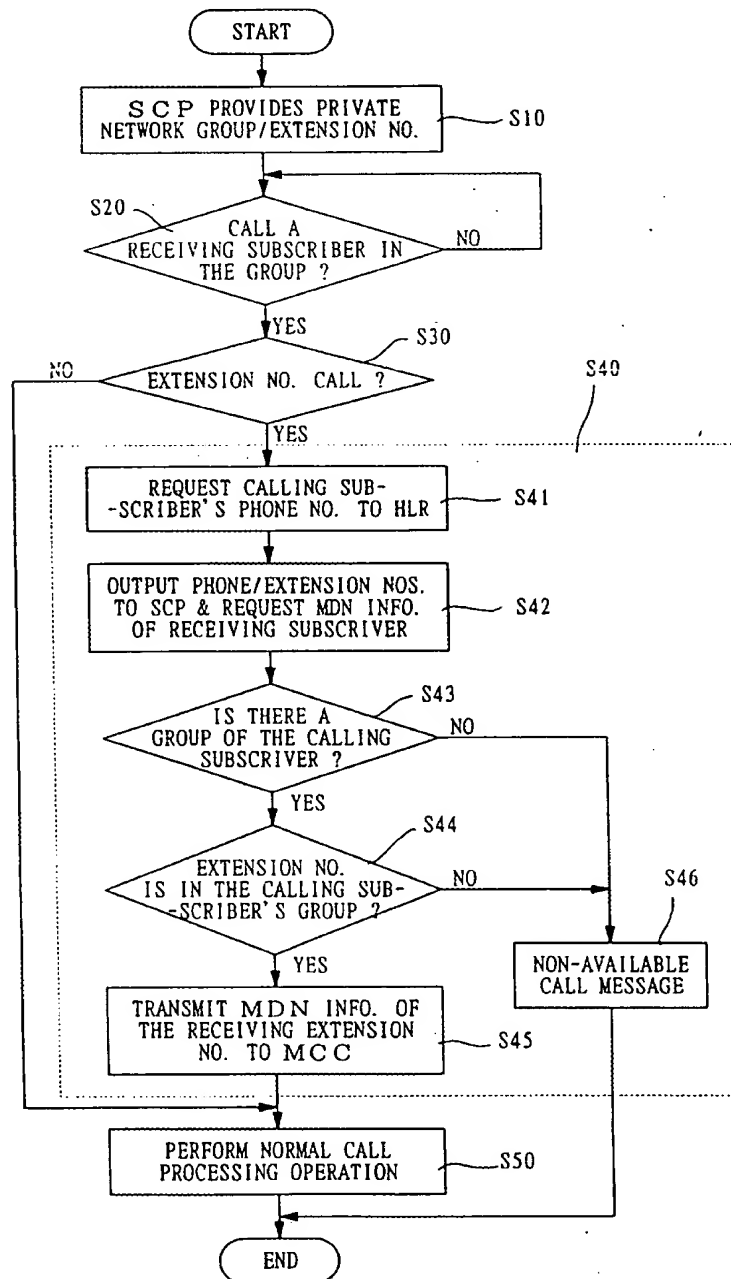 START
SCP PROVIDES PRIVATE
NETWORK GROUP/EXTENSION NO.
S10
S20
CALL A
RECEIVING SUBSCRIBER IN
THE GROUP ?
NO
YES
S30
NO
EXTENSION NO. CALL ?
S40
YES
REQUEST CALLING SUB-
-SCRIBER'S PHONE NO. TO HLR
S41
OUTPUT PHONE/EXTENSION NOS.
TO SCP & REQUEST MDN INFO.
OF RECEIVING SUBSCRIVER
S42
S43
IS THERE A
GROUP OF THE CALLING
SUBSCRIVER ?
NO
YES
S44
EXTENSION NO.
IS IN THE CALLING SUB-
-SCRIBER'S GROUP ?
NO
S46
YES
NON-AVAILABLE
CALL MESSAGE
TRANSMIT MDN INFO. OF
THE RECEIVING EXTENSION
NO. TO MCC
S45
PERFORM NORMAL CALL
PROCESSING OPERATION
S50
END